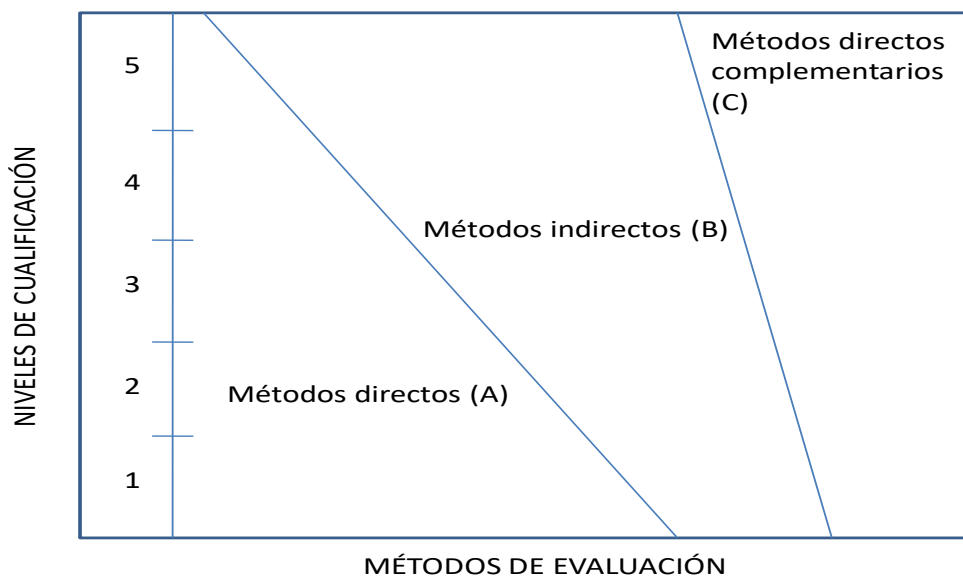 NIVELES DE CUALIFICACIÓN
5
4
3
2
1
Métodos directos
complementarios
(C)
Métodos indirectos (B)
Métodos directos (A)
MÉTODOS DE EVALUACIÓN